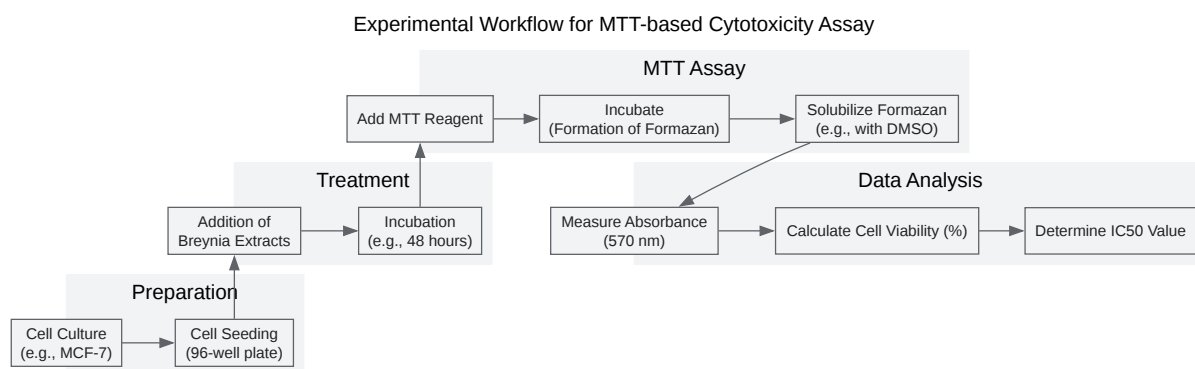 Experimental Workflow for MTT-based Cytotoxicity Assay
MTT Assay
Add MTT Reagent
Incubate
(Formation of Formazan)
Solubilize Formazan
(e.g., with DMSO)
Treatment
Addition of
Breynia Extracts
Incubation
(e.g., 48 hours)
Data Analysis
Measure Absorbance
(570 nm)
Calculate Cell Viability (%)
Determine IC50 Value
Preparation
Cell Culture
(e.g., MCF-7)
Cell Seeding
(96-well plate)